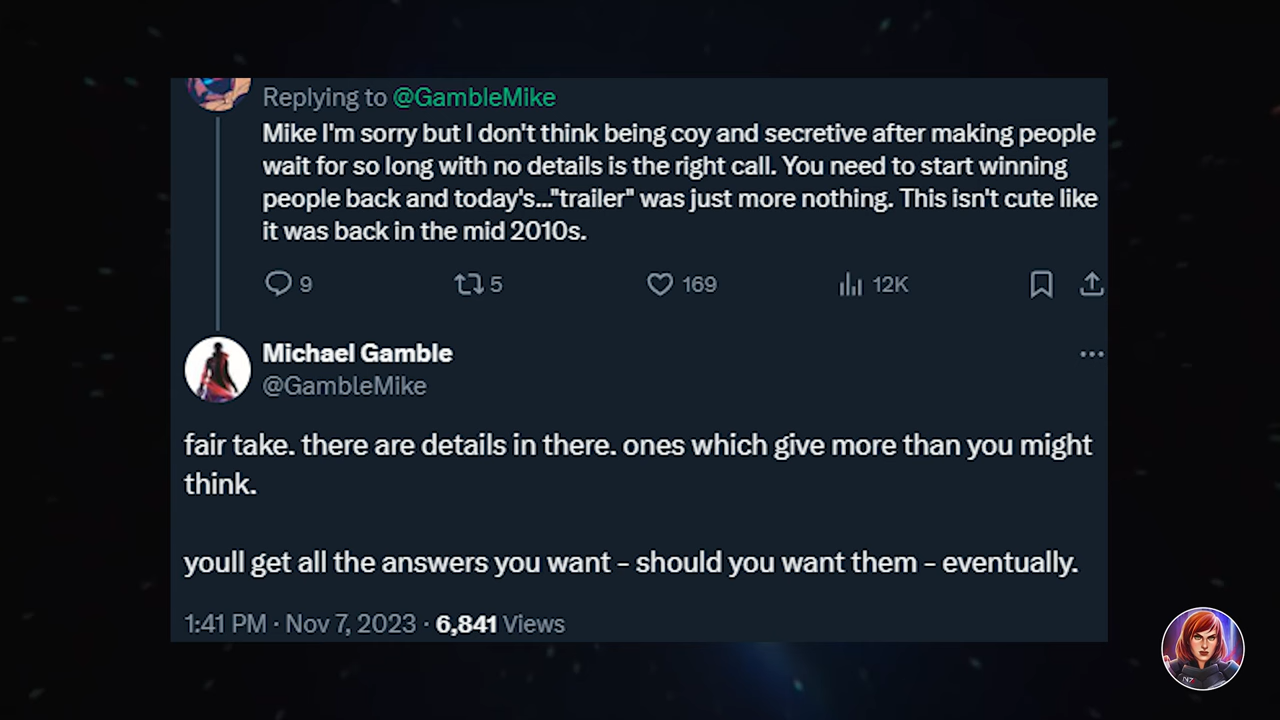 Replying to @GambleMike
Mike I'm sorry but I don't think being coy and secretive after making people
wait for so long with no details is the right call. You need to start winning
people back and today's..."trailer" was just more nothing. This isn't cute like
it was back in the mid 2010s.
9 5 169 12K
Michael Gamble
@GambleMike
fair take. there are details in there. ones which give more than you might
think.
youll get all the answers you want - should you want them - eventually.
1:41 PM · Nov 7, 2023 · 6,841 Views
N7